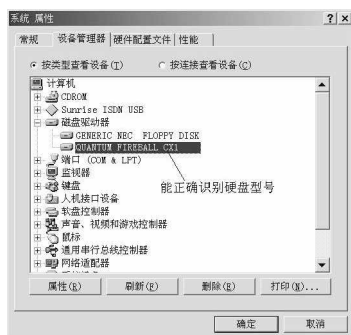 系统 属性
? ×
常规 设备管理器 硬件配置文件 性能
按类型查看设备(T) 按连接查看设备(C)
计算机
CDROM
Sunrise ISDN USB
磁盘驱动器
GENERIC NEC FLOPPY DISK
QUANTUM FIREBALL CX1
端口 (COM & LPT)
监视器
键盘
能正确识别硬盘型号
人机接口设备
软盘控制器
声音、视频和游戏控制器
鼠标
通用串行总线控制器
网络适配器
属性(R) 刷新(F) 删除(E) 打印(N)...
确定 取消